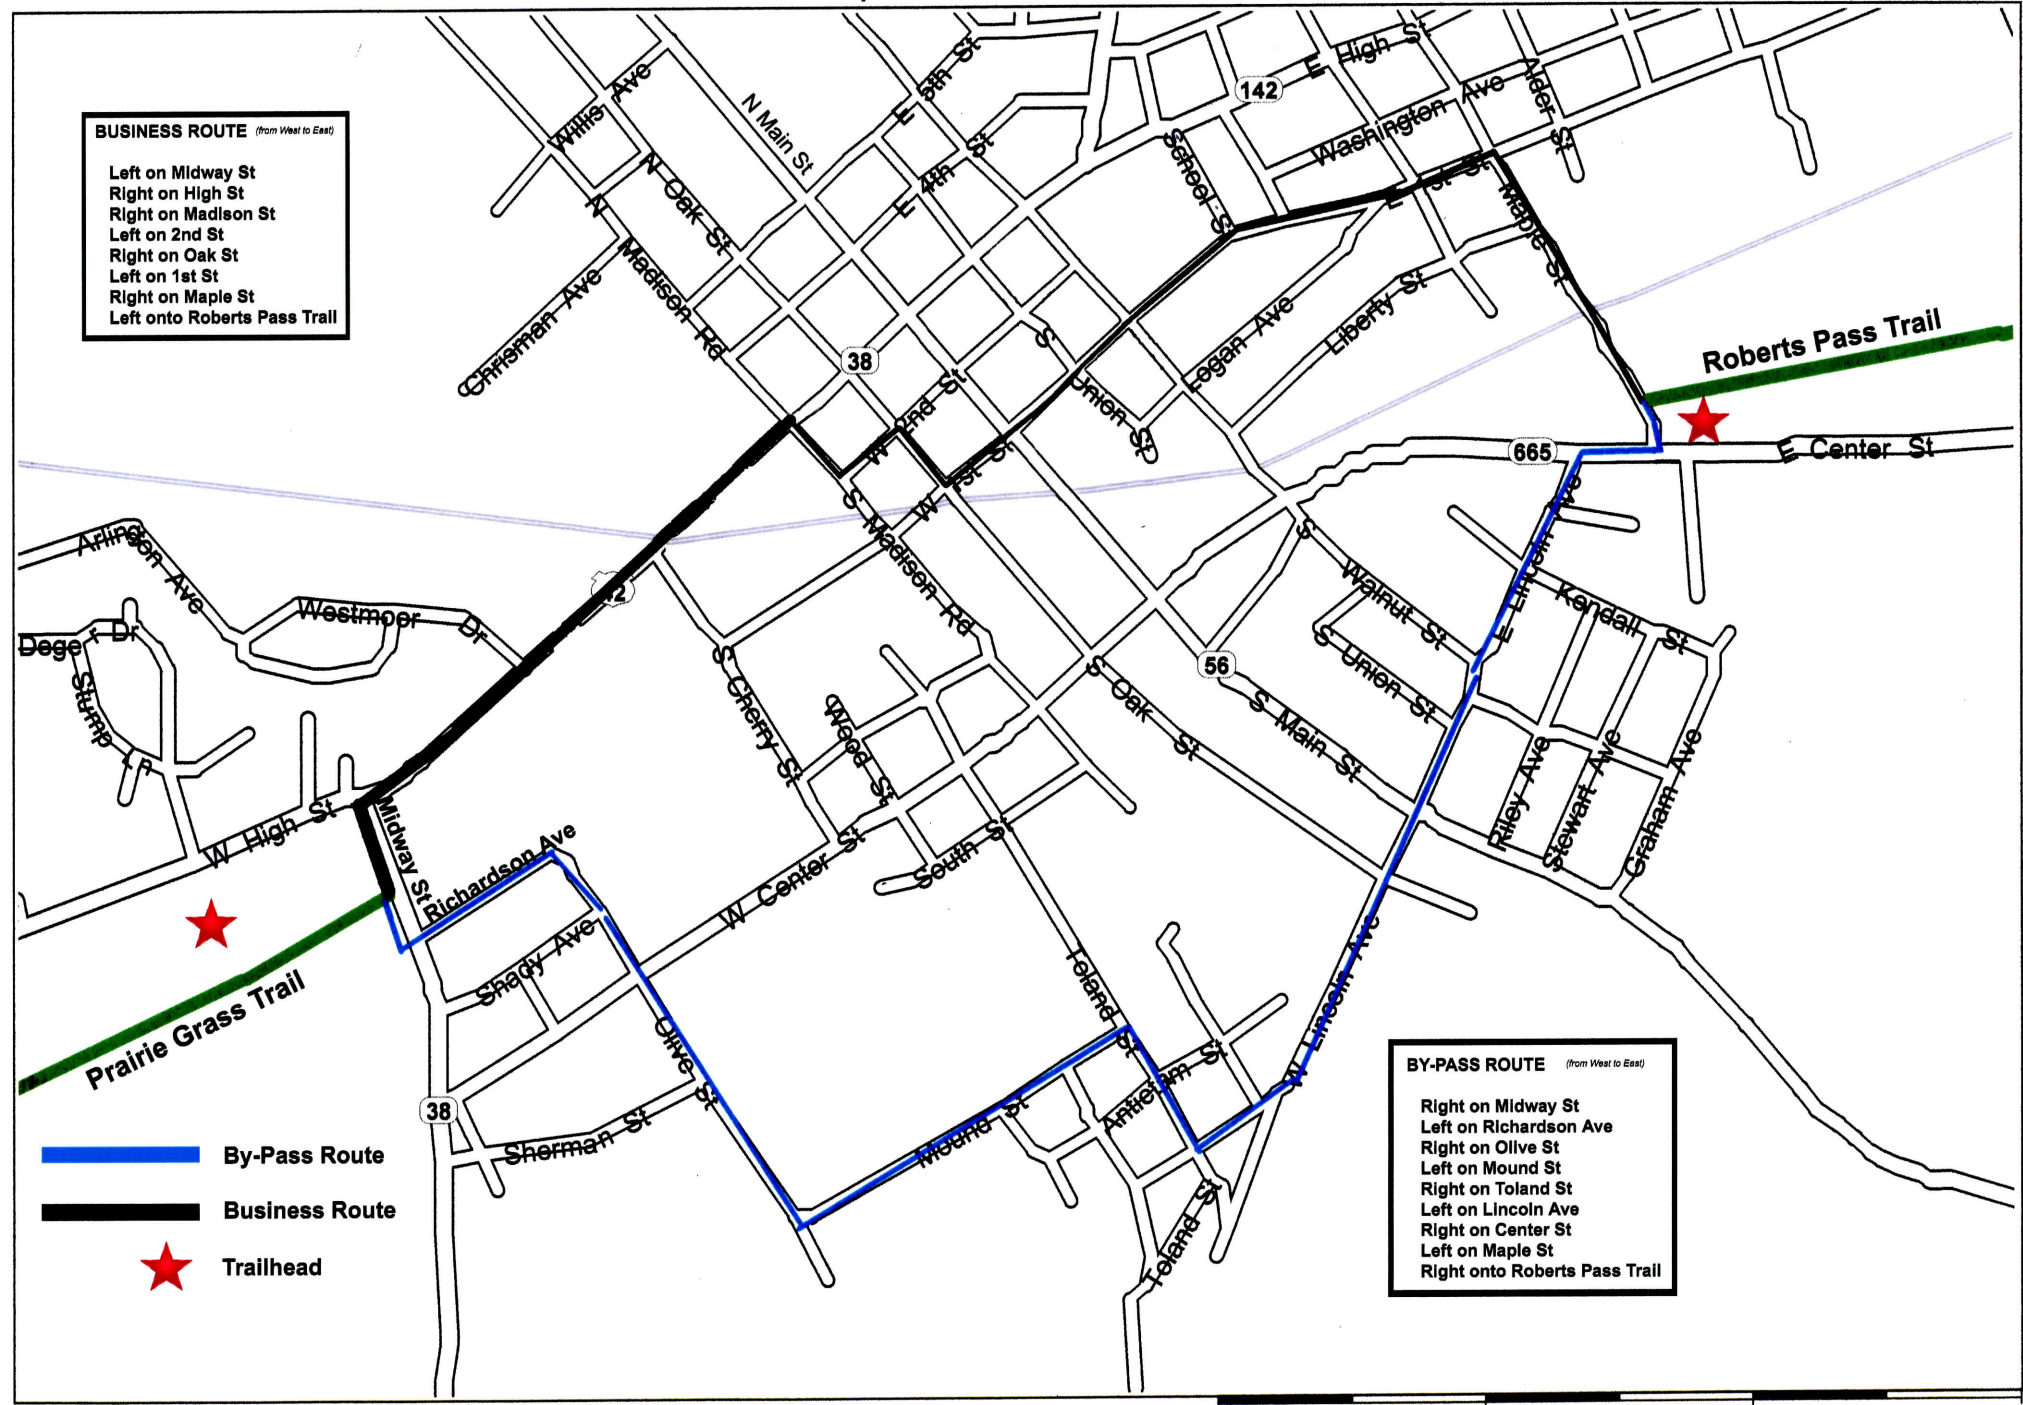 BUSINESS ROUTE (from West to East)
Left on Midway St
Right on High St
Right on Madison St
Left on 2nd St
Right on Oak St
Left on 1st St
Right on Maple St
Left onto Roberts Pass Trail
Willis Ave
N Main St
E 5th St
E 4th St
142
E High St
Washington Ave
Alder St
School St
E 1st St
Maple St
N Oak St
N Madison Rd
Chrisman Ave
38
W 2nd St
W 1st St
S Union St
Logan Ave
Liberty St
Roberts Pass Trail
665
E Center St
Arlington Ave
Westmoor Dr
Deger Dr
Stump Ln
S Madison Rd
S Cherry St
Wood St
S Oak St
56
S Main St
S Walnut St
S Union St
E Lincoln Ave
Kendall St
Riley Ave
Stewart Ave
Graham Ave
W High St
Midway St
Richardson Ave
Shady Ave
W Center St
South St
Toland St
W Lincoln Ave
Prairie Grass Trail
Olive St
38
Sherman St
Mound St
Antietam St
Toland St
By-Pass Route
Business Route
Trailhead
BY-PASS ROUTE (from West to East)
Right on Midway St
Left on Richardson Ave
Right on Olive St
Left on Mound St
Right on Toland St
Left on Lincoln Ave
Right on Center St
Left on Maple St
Right onto Roberts Pass Trail